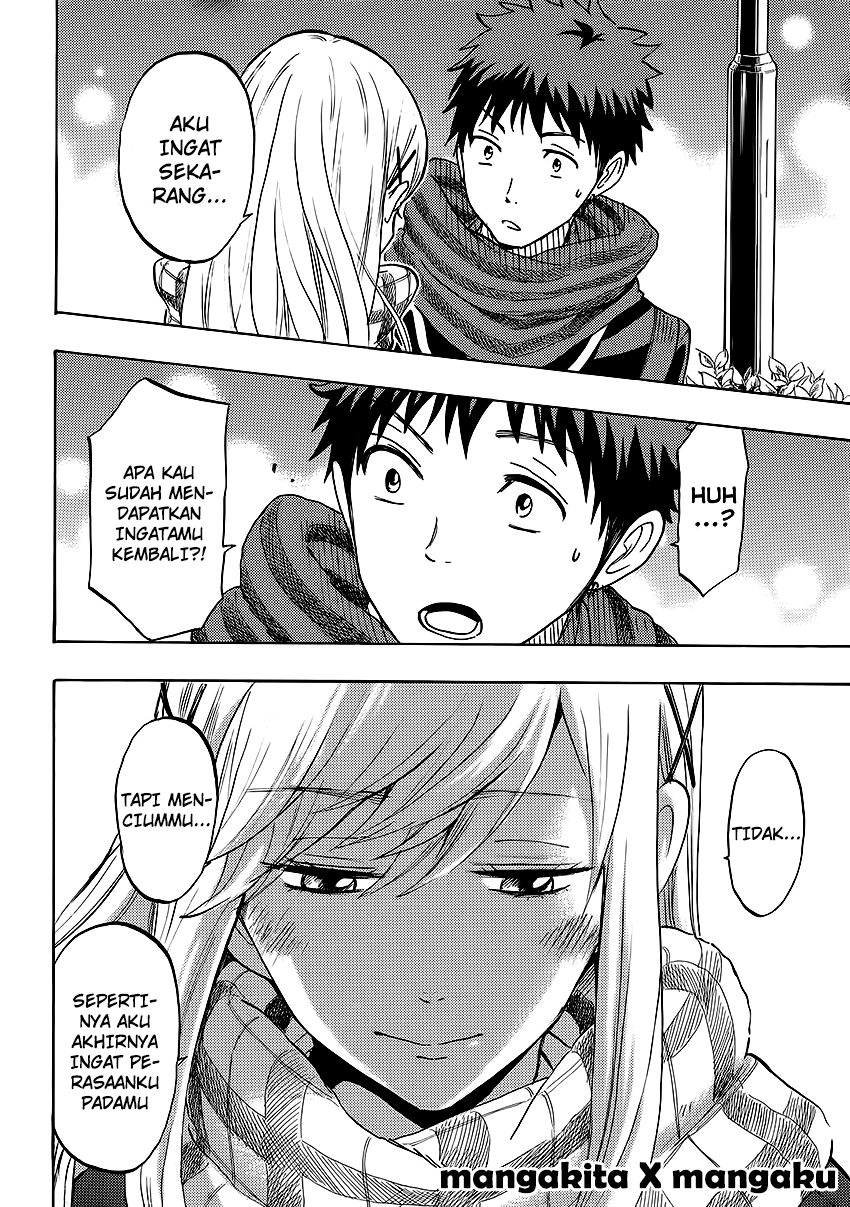 AKU
INGAT
SEKA-
RANG...
HUH
...?
APA KAU
SUDAH MEN-
DAPATKAN
INGATAMU
KEMBALI?!
TIDAK...
TAPI MEN-
CIUMMU...
SEPERTI-
NYA AKU
AKHIRNYA
INGAT PE-
RASAANKU
PADAMU
mangakita X mangaku